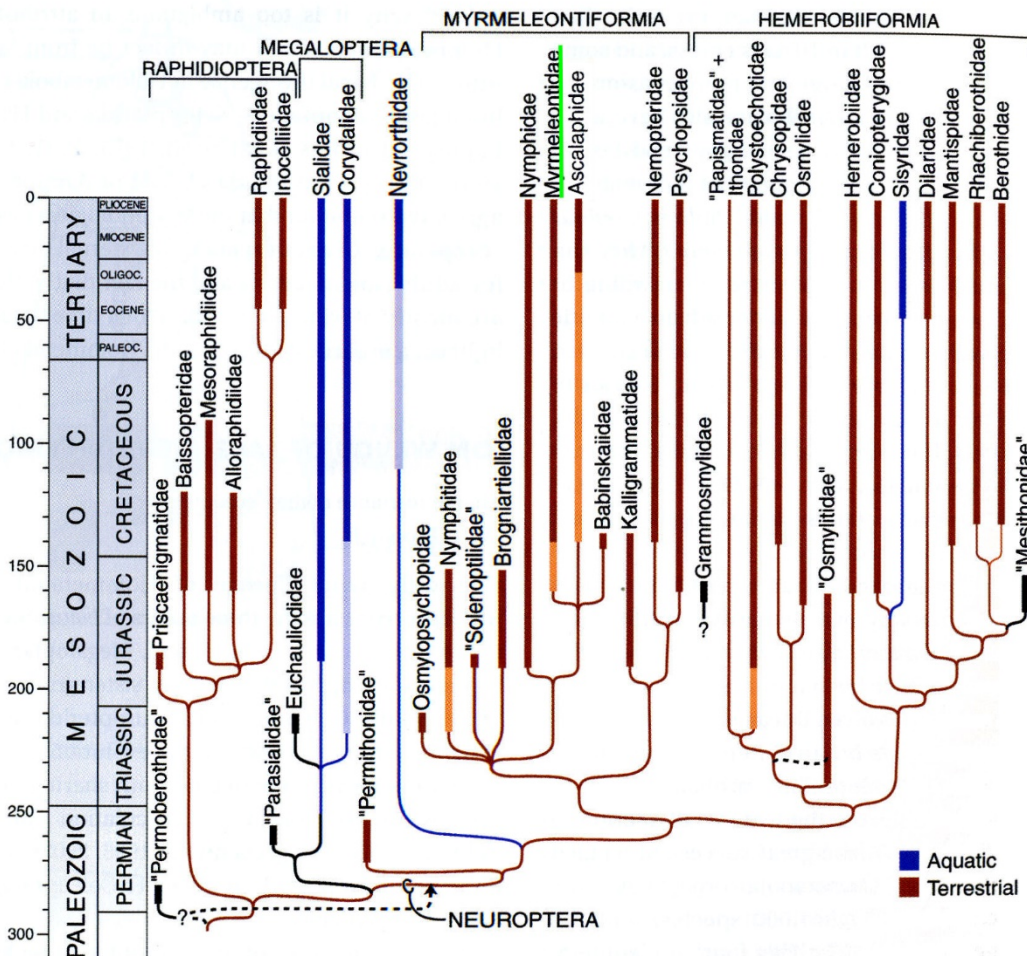 MYRMELEONTIFORMIA
HEMEROBIIFORMIA
MEGALOPTERA
RAPHIDIOPTERA
Raphidiidae
Inocelliidae
Sialidae
Corydalidae
Nevrorthidae
Nymphidae
Myrmeleontidae
Ascalaphidae
Nemopteridae
Psychopsidae
"Rapismatidae" +
Ithonidae
Polystoechotidae
Chrysopidae
Osmylidae
Hemerobiidae
Coniopterygidae
Sisyridae
Dilaridae
Mantispidae
Rhachiberothidae
Berothidae
0
50
100
150
200
250
300
TERTIARY
MESOZOIC
PALEOZOIC
PLIOCENE
MIOCENE
OLIGOC.
EOCENE
PALEOC.
CRETACEOUS
JURASSIC
TRIASSIC
PERMIAN
Baissopteridae
Mesoraphidiidae
Alloraphidiidae
Priscaenigmatidae
"Permoberothidae"
?
"Parasialidae"
Euchauliodidae
"Permithonidae"
Osmylopsychopidae
Nymphitidae
"Solenoptilidae"
Brogniartiellidae
Babinskaiidae
Kalligrammatidae
Grammosmylidae
?
"Osmylitidae"
"Mesithonidae"
NEUROPTERA
Aquatic
Terrestrial